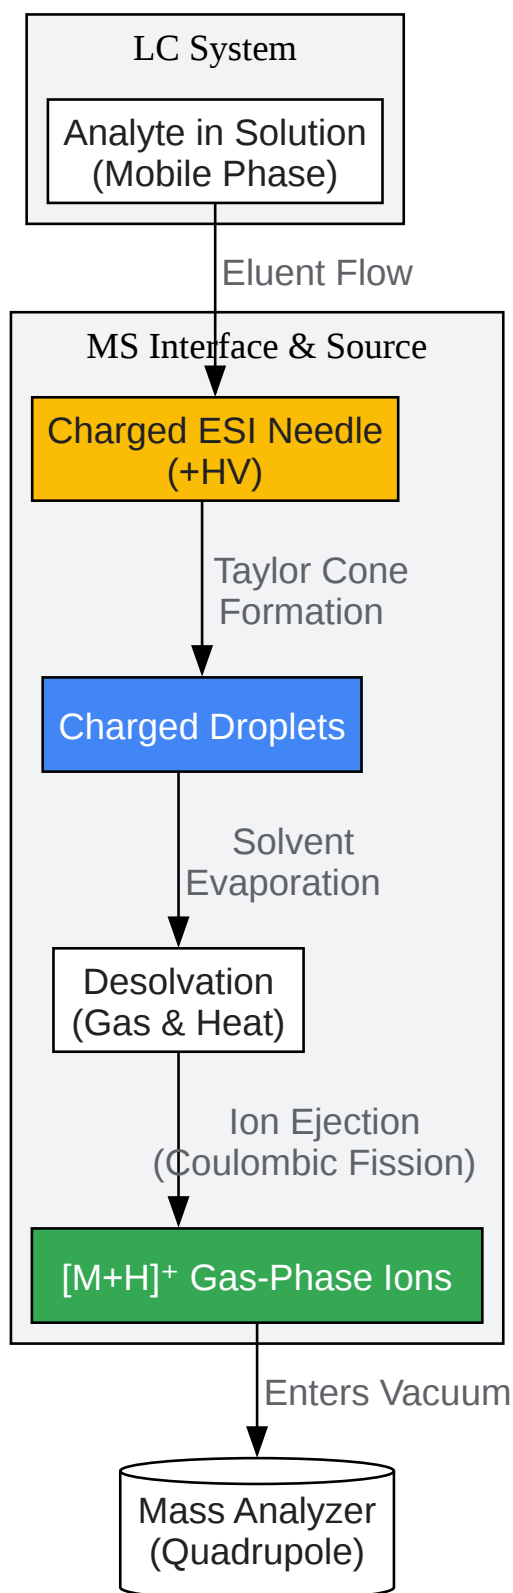 LC System
Analyte in Solution
(Mobile Phase)
Eluent Flow
MS Interface & Source
Charged ESI Needle
(+HV)
Taylor Cone
Formation
Charged Droplets
Solvent
Evaporation
Desolvation
(Gas & Heat)
Ion Ejection
(Coulombic Fission)
[M+H]⁺ Gas-Phase Ions
Enters Vacuum
Mass Analyzer
(Quadrupole)